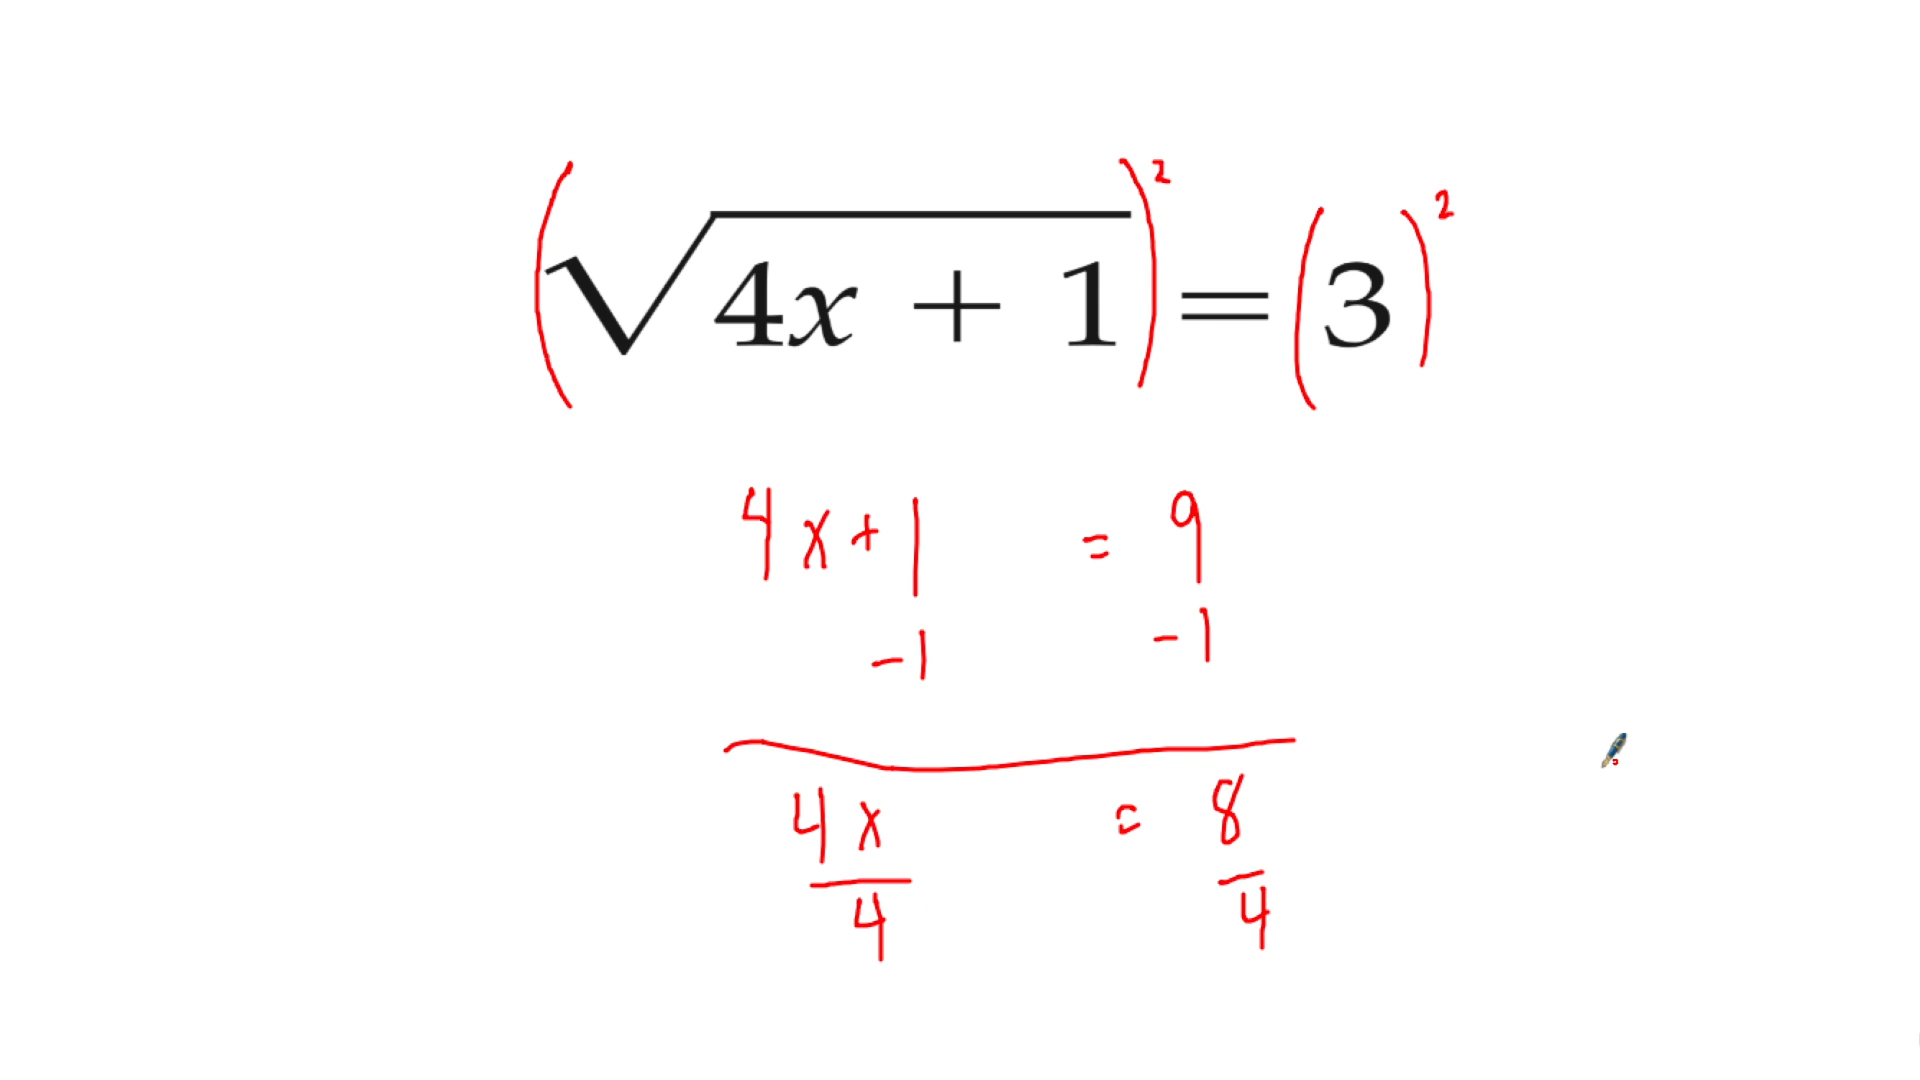 (√4x + 1)² = (3)²
4x + 1 = 9
-1 -1
4x = 8
4 4